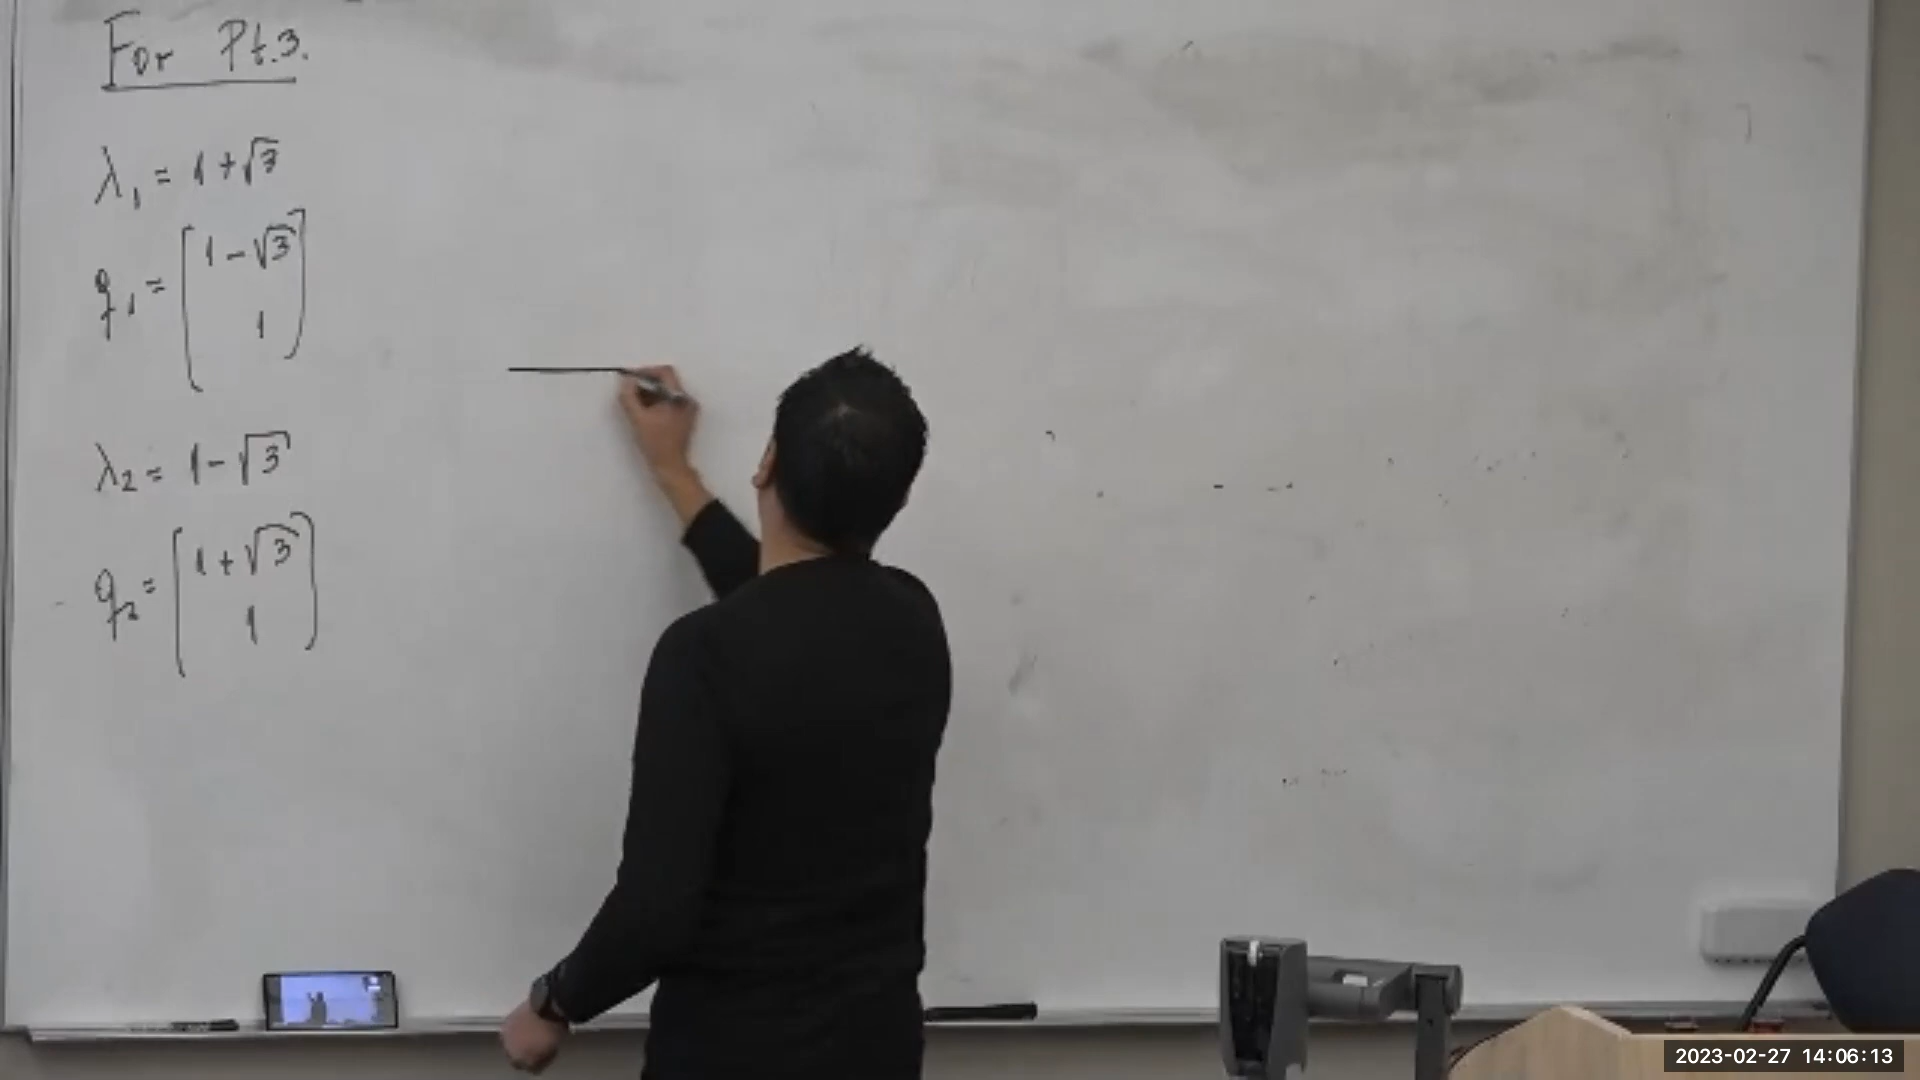 For Pt.3.
λ₁ = 1+√3
q₁ = [1-√3
1]
λ₂ = 1-√3
q₂ = [1+√3
1]
2023-02-27 14:06:13